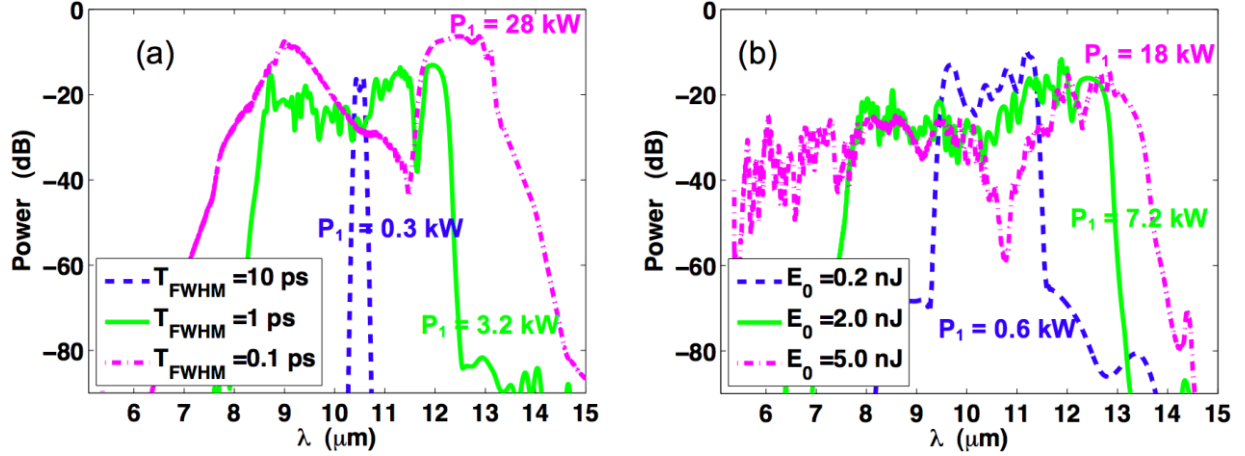 (a)
P1 = 28 kW
P1 = 0.3 kW
P1 = 3.2 kW
TFWHM =10 ps
TFWHM =1 ps
TFWHM =0.1 ps
Power (dB)
0
−20
−40
−60
−80
6 7 8 9 10 11 12 13 14 15
λ (μm)
(b)
P1 = 18 kW
P1 = 7.2 kW
P1 = 0.6 kW
E0 =0.2 nJ
E0 =2.0 nJ
E0 =5.0 nJ
Power (dB)
0
−20
−40
−60
−80
6 7 8 9 10 11 12 13 14 15
λ (μm)